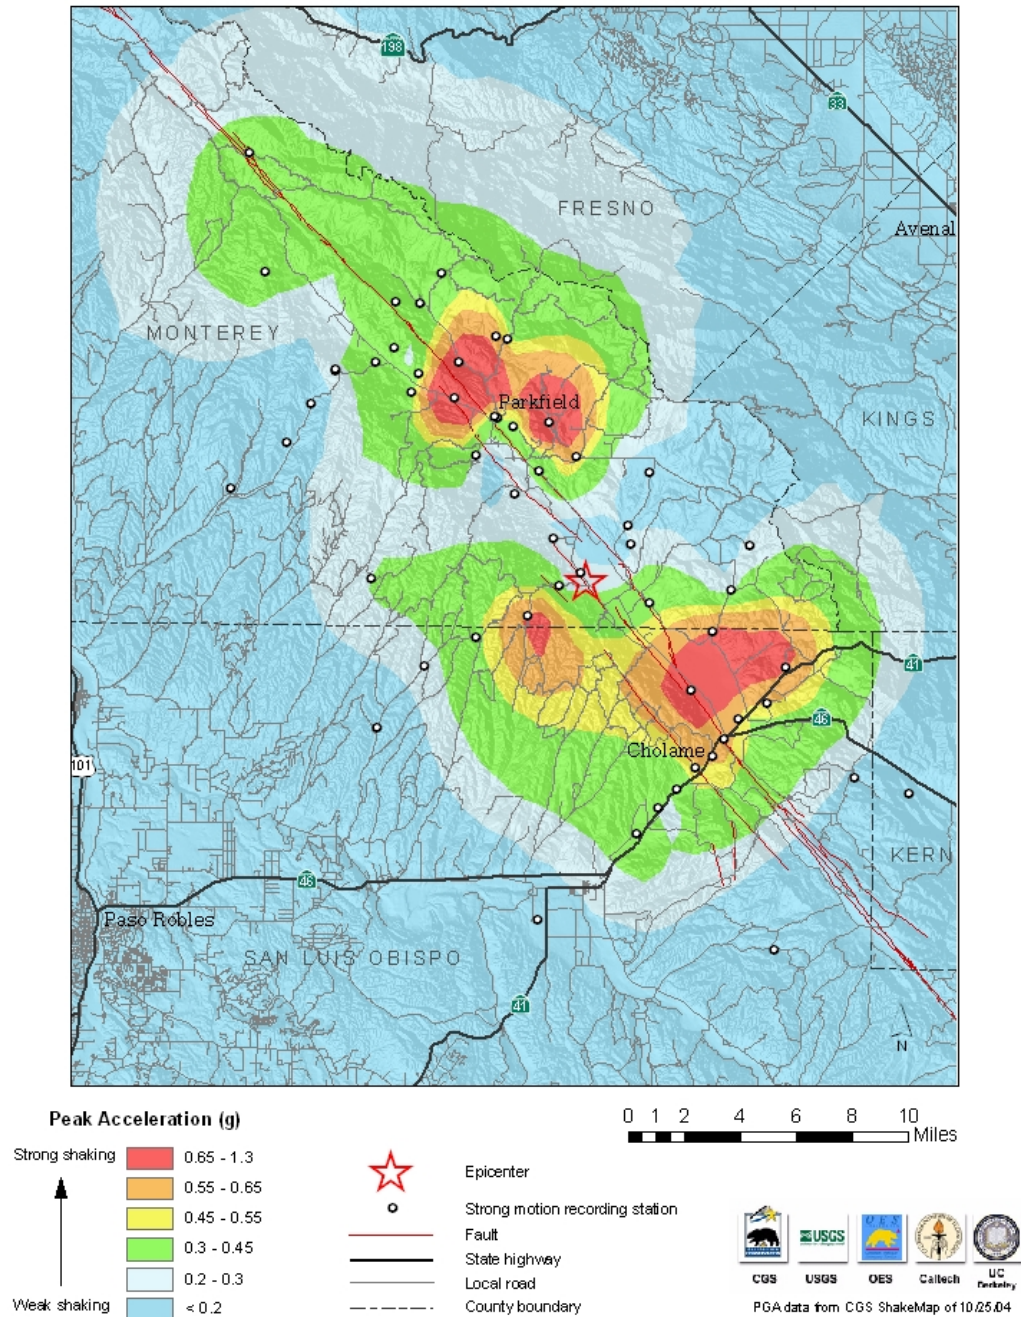 198
33
FRESNO
Avenal
MONTEREY
Parkfield
KINGS
41
46
Cholame
101
KERN
46
Paso Robles
SAN LUIS OBISPO
41
N
Peak Acceleration (g)
Strong shaking
0.65 - 1.3
0.55 - 0.65
0.45 - 0.55
0.3 - 0.45
0.2 - 0.3
Weak shaking
< 0.2
Epicenter
Strong motion recording station
Fault
State highway
Local road
County boundary
0 1 2 4 6 8 10
Miles
USGS
OES
CGS USGS OES Caltech UC Berkeley
PGA data from CGS ShakeMap of 10/25/04